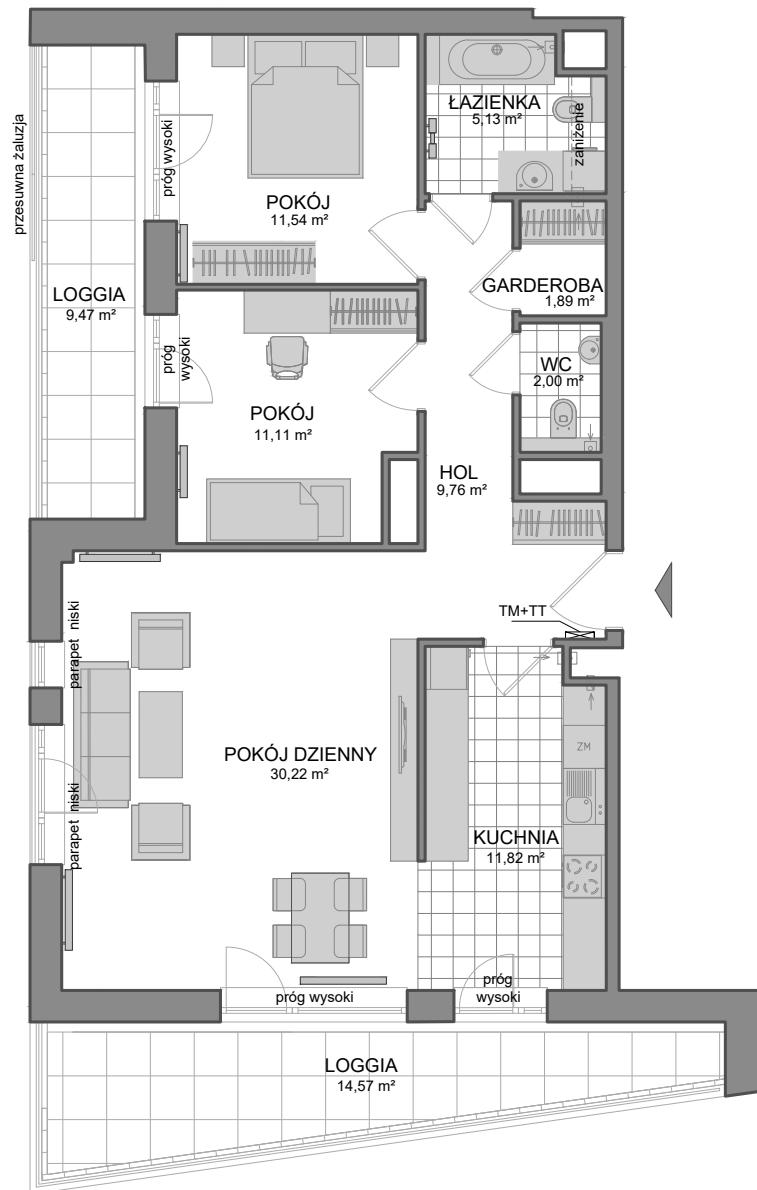 ŁAZIENKA
5,13 m²
zaniżenie
przesuwna żaluzja
próg wysoki
POKÓJ
11,54 m²
GARDEROBA
1,89 m²
LOGGIA
9,47 m²
próg
wysoki
WC
2,00 m²
POKÓJ
11,11 m²
HOL
9,76 m²
TM+TT
parapet niski
POKÓJ DZIENNY
30,22 m²
ZM
parapet niski
KUCHNIA
11,82 m²
próg wysoki
próg
wysoki
LOGGIA
14,57 m²